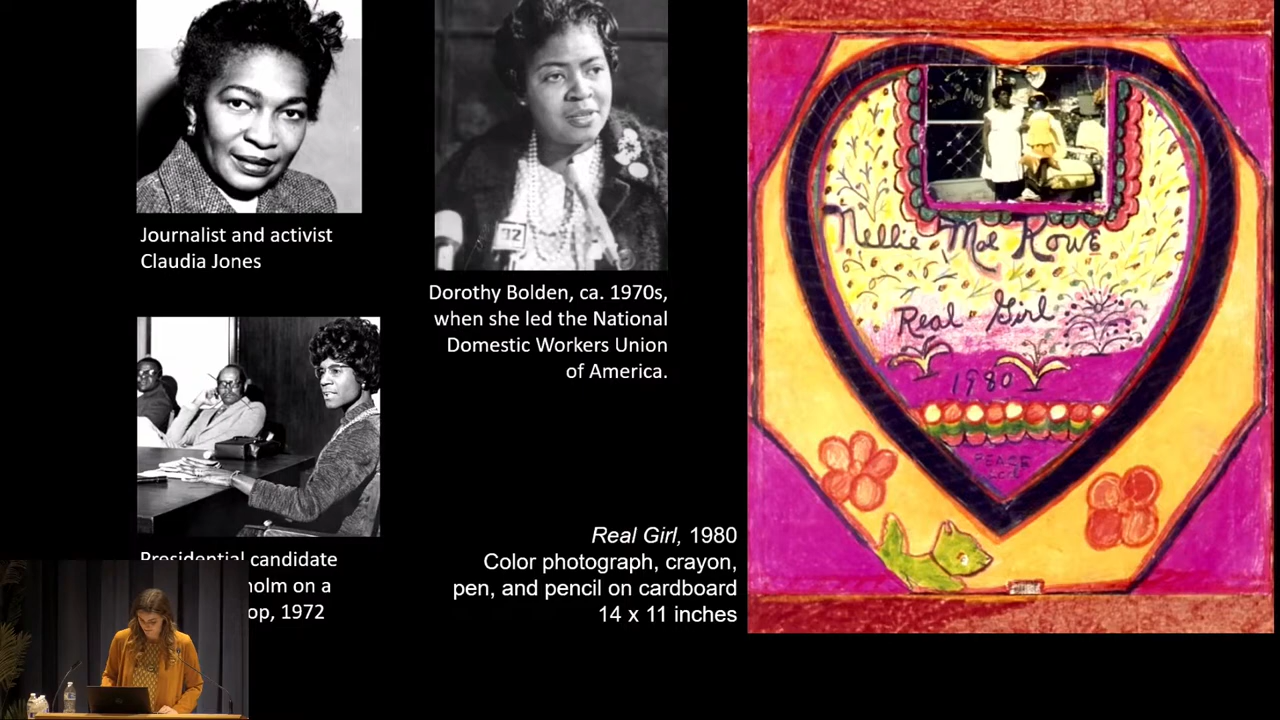 Journalist and activist
Claudia Jones
Dorothy Bolden, ca. 1970s,
when she led the National
Domestic Workers Union
of America.
32
Presidential candidate
holm on a
op, 1972
Real Girl, 1980
Color photograph, crayon,
pen, and pencil on cardboard
14 x 11 inches
Nellie Mae Rowe
Real Girl
1980
PEACE